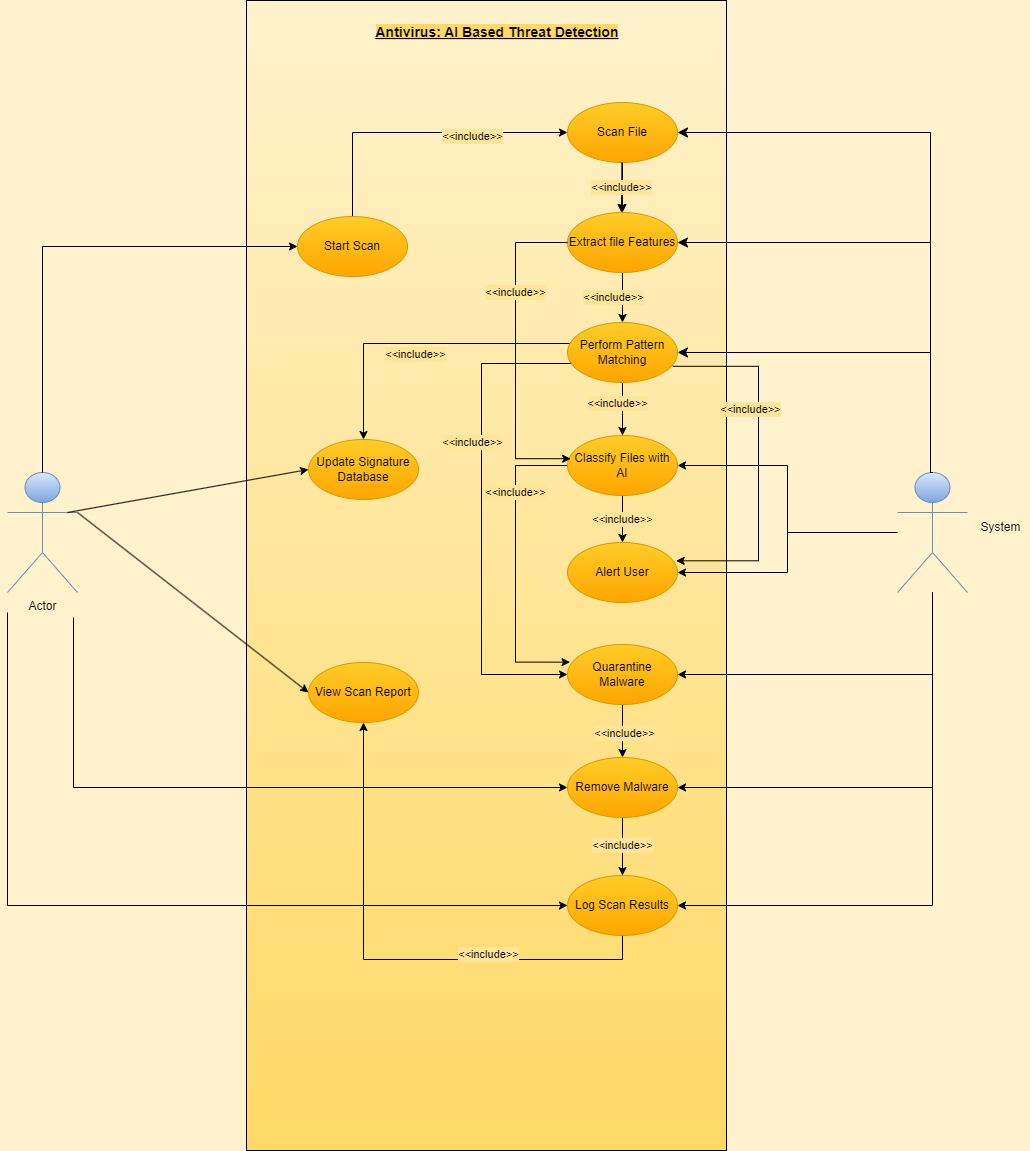 Antivirus: AI Based Threat Detection
Scan File
<<include>>
<<include>>
Start Scan
Extract file Features
<<include>>
<<include>>
Perform Pattern
Matching
<<include>>
<<include>>
<<include>>
<<include>>
Update Signature
Database
Classify Files with
AI
<<include>>
<<include>>
System
Alert User
Actor
Quarantine
Malware
View Scan Report
<<include>>
Remove Malware
<<include>>
Log Scan Results
<<include>>